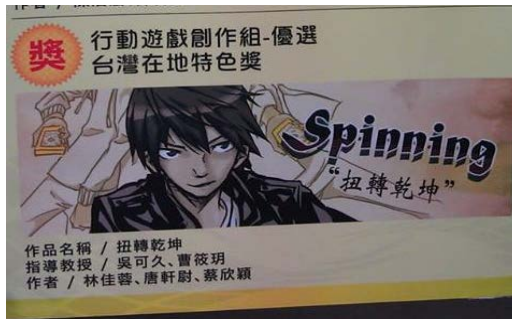 獎
行動遊戲創作組-優選
台灣在地特色獎
Spinning
“扭轉乾坤”
作品名稱 / 扭轉乾坤
指導教授 / 吳可久、曹筱玥
作者 / 林佳蓉、唐軒尉、蔡欣穎